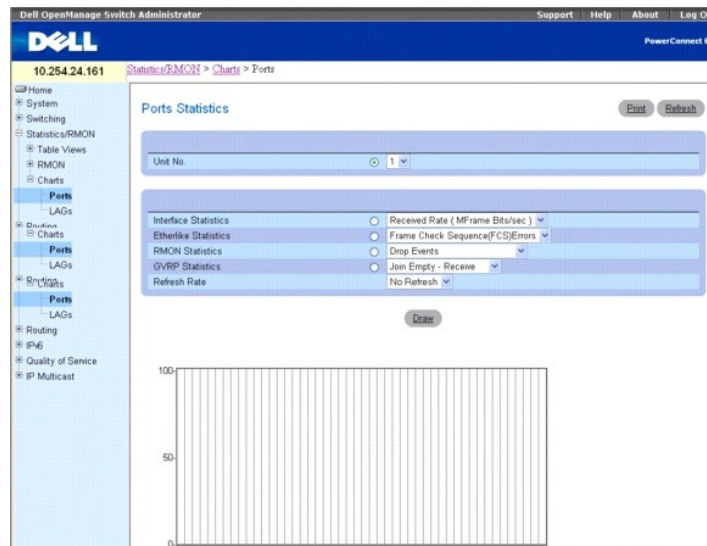 Dell OpenManage Switch Administrator Support Help About Log O
DELL
PowerConnect 6
10.254.24.161
Statistics/RMON > Charts > Ports
Home
System
Switching
Statistics/RMON
Table Views
RMON
Charts
Ports
LAGs
Routing
Charts
Ports
LAGs
Routing
Charts
Ports
LAGs
Routing
IPv6
Quality of Service
IP Multicast
Ports Statistics
Print Refresh
Unit No. 1
Interface Statistics Received Rate ( MFrame Bits/sec )
Etherlike Statistics Frame Check Sequence(FCS)Errors
RMON Statistics Drop Events
GVRP Statistics Join Empty - Receive
Refresh Rate No Refresh
Draw
100
50
0